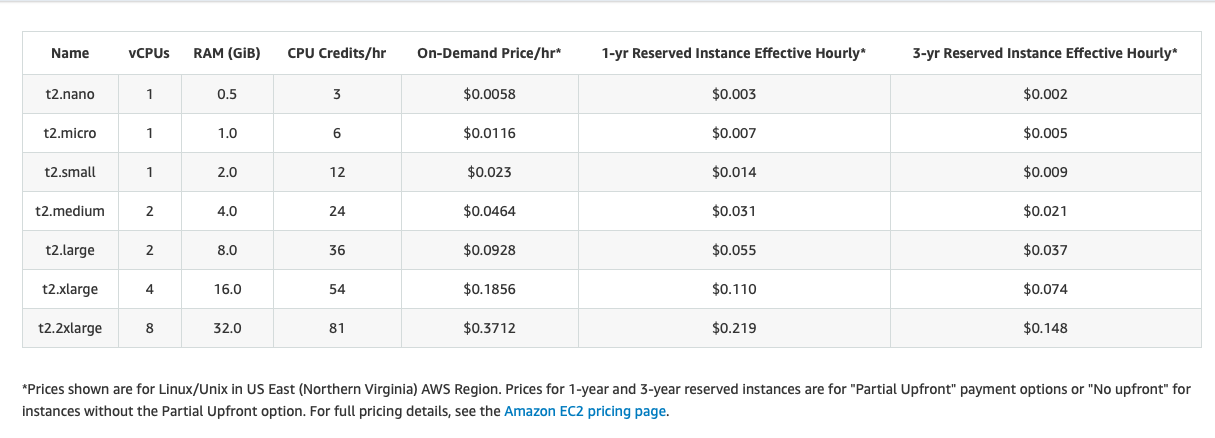 Name vCPUs RAM (GiB) CPU Credits/hr On-Demand Price/hr* 1-yr Reserved Instance Effective Hourly* 3-yr Reserved Instance Effective Hourly*
t2.nano 1 0.5 3 $0.0058 $0.003 $0.002
t2.micro 1 1.0 6 $0.0116 $0.007 $0.005
t2.small 1 2.0 12 $0.023 $0.014 $0.009
t2.medium 2 4.0 24 $0.0464 $0.031 $0.021
t2.large 2 8.0 36 $0.0928 $0.055 $0.037
t2.xlarge 4 16.0 54 $0.1856 $0.110 $0.074
t2.2xlarge 8 32.0 81 $0.3712 $0.219 $0.148
*Prices shown are for Linux/Unix in US East (Northern Virginia) AWS Region. Prices for 1-year and 3-year reserved instances are for "Partial Upfront" payment options or "No upfront" for
instances without the Partial Upfront option. For full pricing details, see the Amazon EC2 pricing page.